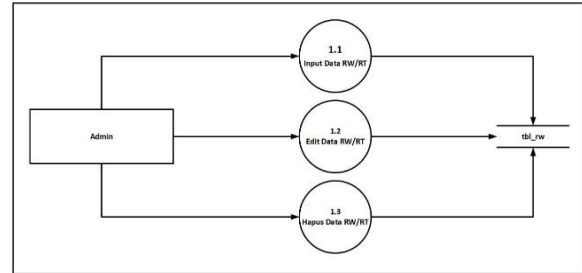 1.1
Input Data RW/RT
Admin
1.2
Edit Data RW/RT
tbl_rw
1.3
Hapus Data RW/RT